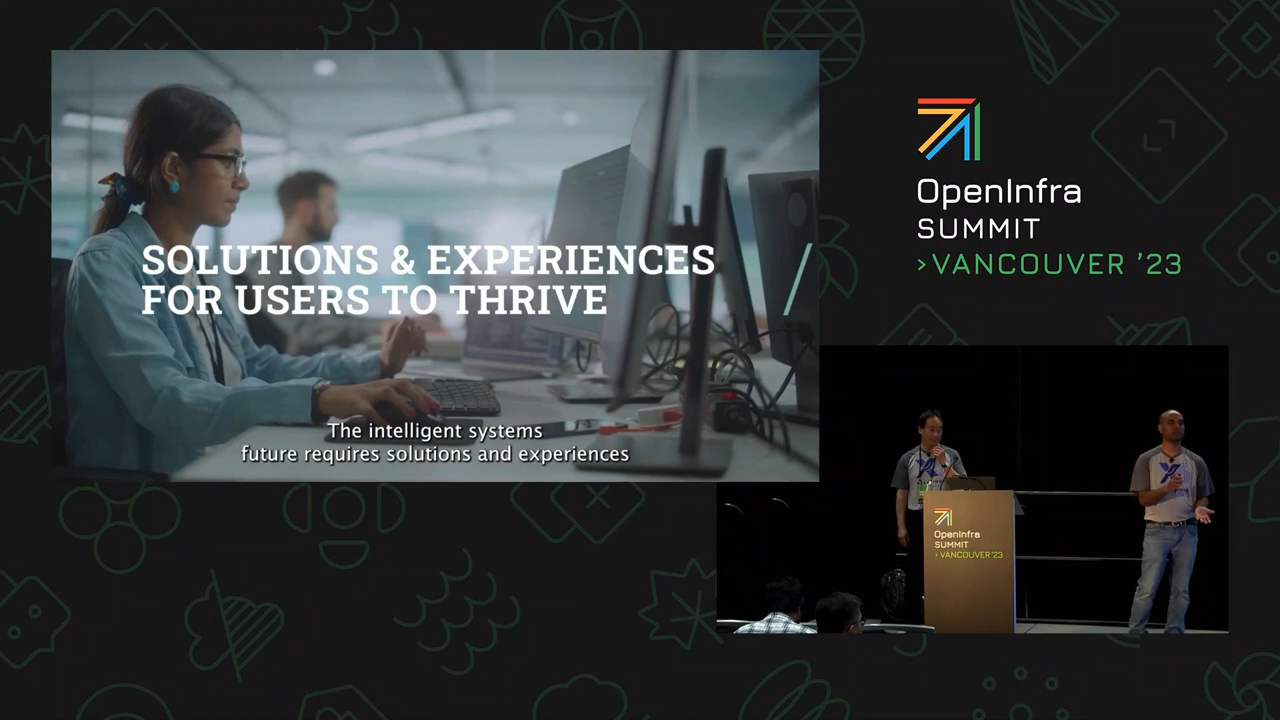 SOLUTIONS & EXPERIENCES
FOR USERS TO THRIVE
The intelligent systems
future requires solutions and experiences
OpenInfra
SUMMIT
>VANCOUVER '23
OpenInfra
SUMMIT
> VANCOUVER '23